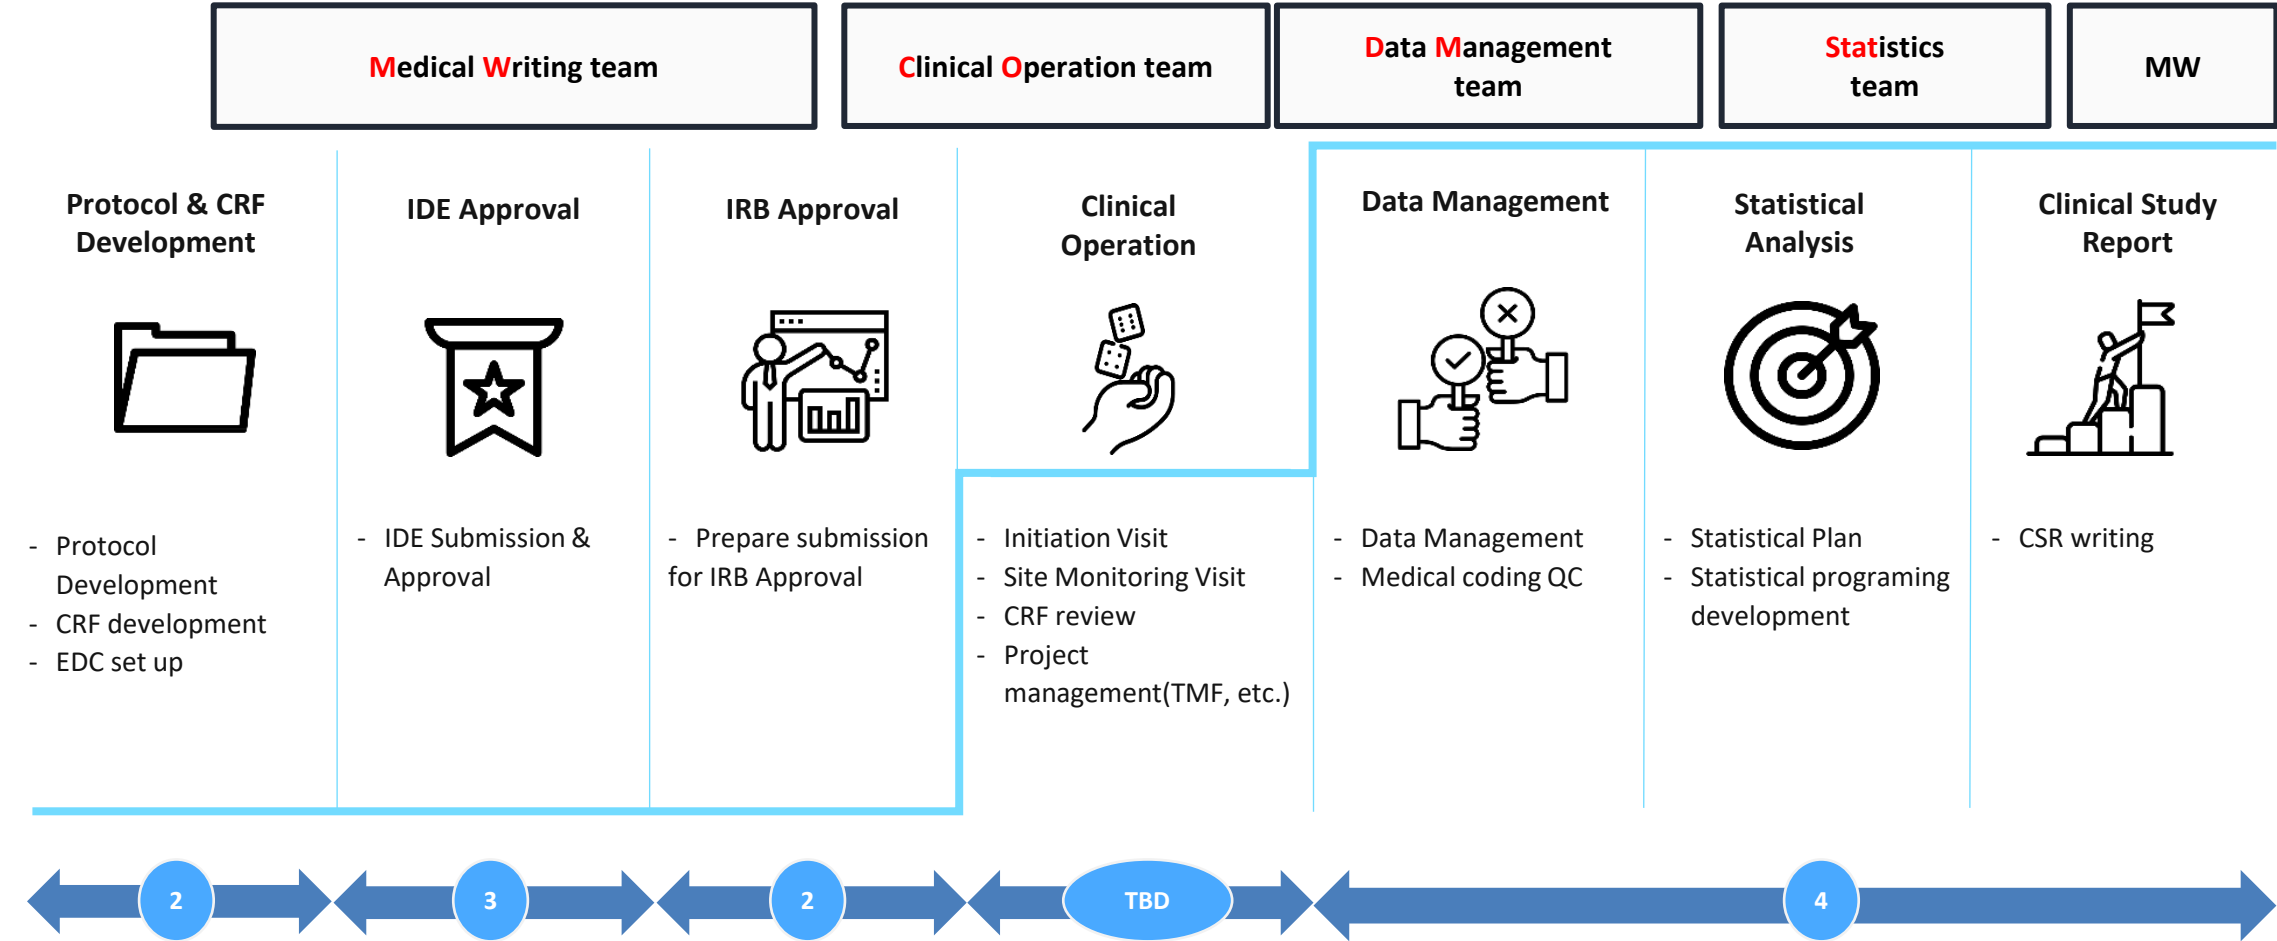 Medical Writing team
Clinical Operation team
Data Management
team
Statistics
team
MW
Protocol & CRF
Development
IDE Approval
IRB Approval
Clinical
Operation
Data Management
Statistical
Analysis
Clinical Study
Report
- Protocol
Development
- CRF development
- EDC set up
- IDE Submission &
Approval
- Prepare submission
for IRB Approval
- Initiation Visit
- Site Monitoring Visit
- CRF review
- Project
management(TMF, etc.)
- Data Management
- Medical coding QC
- Statistical Plan
- Statistical programing
development
- CSR writing
2
3
2
TBD
4